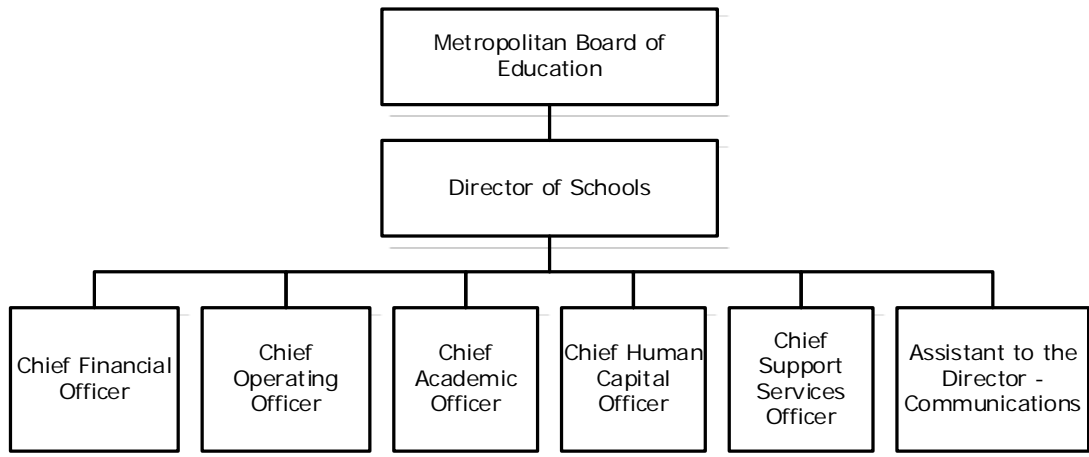 Metropolitan Board of
Education
Director of Schools
Chief Financial
Officer
Chief
Operating
Officer
Chief
Academic
Officer
Chief Human
Capital
Officer
Chief
Support
Services
Officer
Assistant to the
Director -
Communications